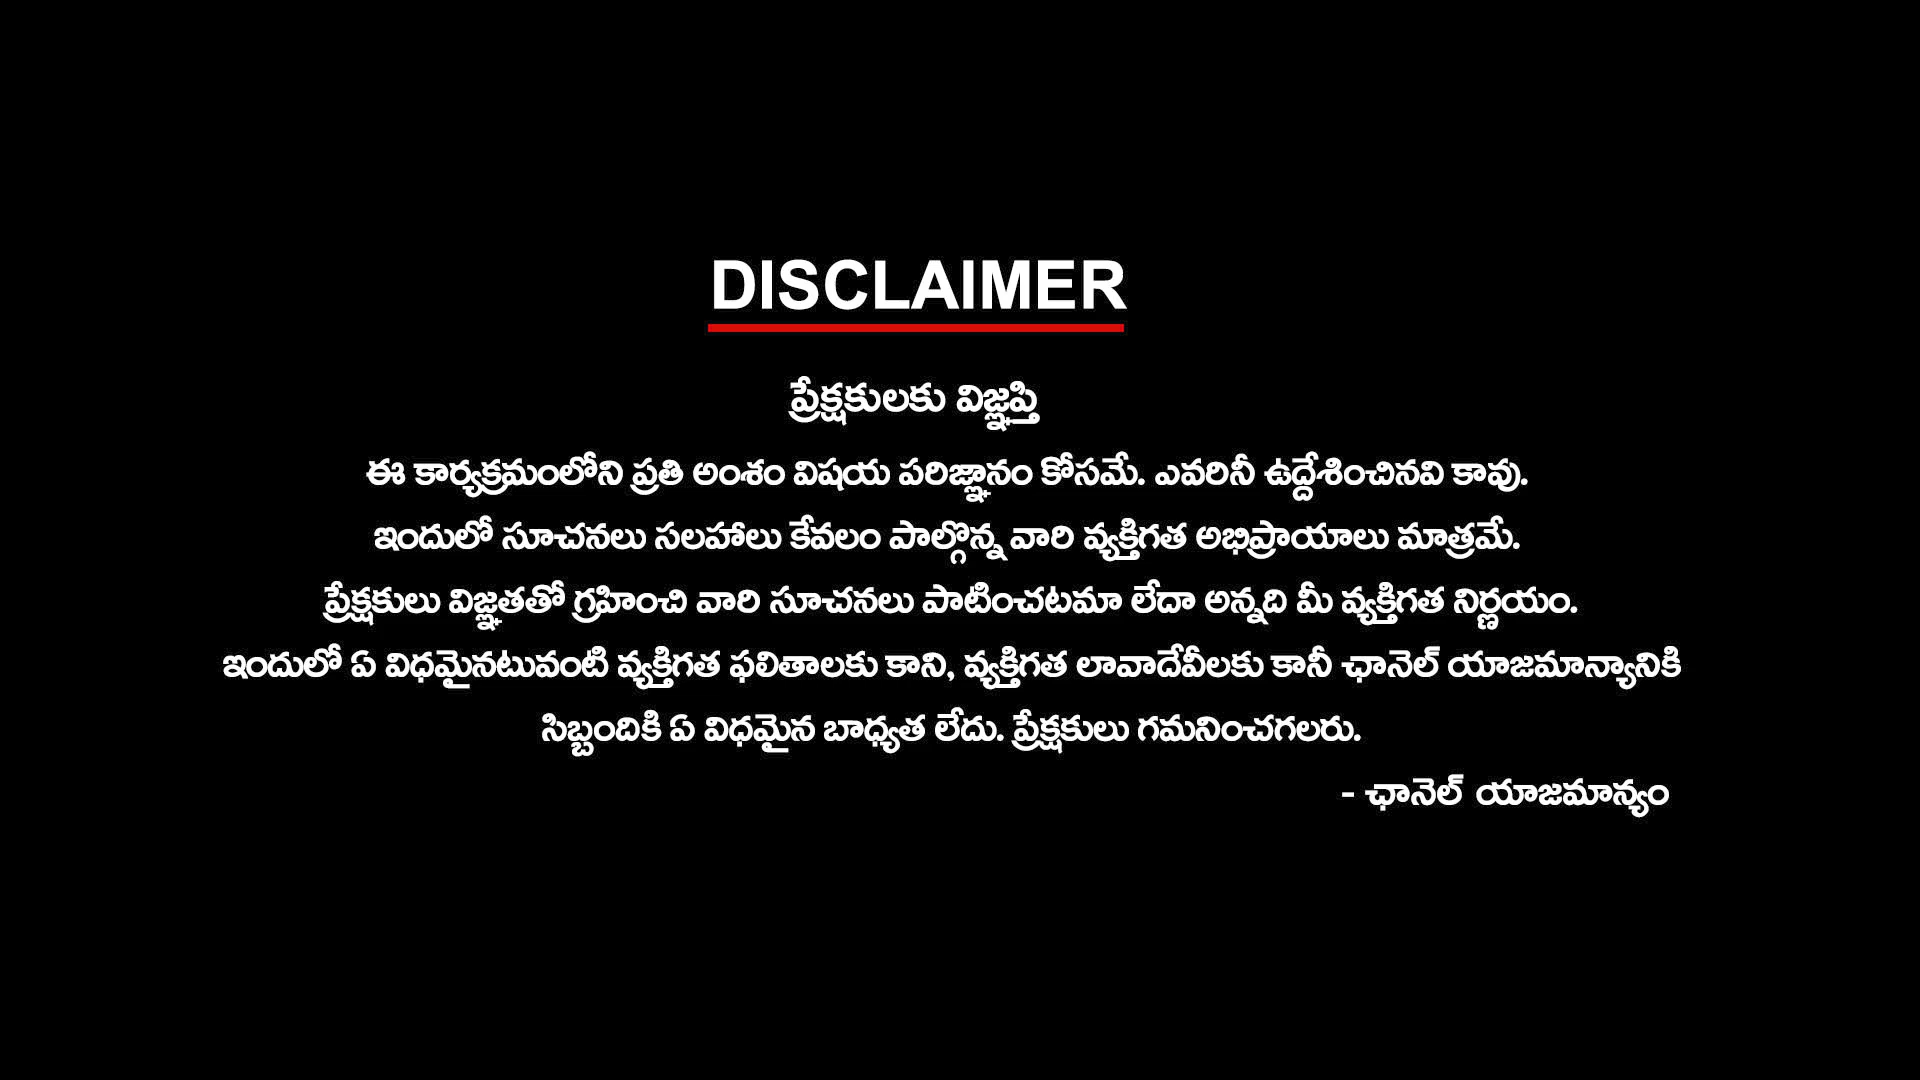 DISCLAIMER
ప్రేక్షకులకు విజ్ఞప్తి
ఈ కార్యక్రమంలోని ప్రతి అంశం విషయ పరిజ్ఞానం కోసమే. ఎవరినీ ఉద్దేశించినవి కావు.
ఇందులో సూచనలు సలహాలు కేవలం పాల్గొన్న వారి వ్యక్తిగత అభిప్రాయాలు మాత్రమే.
ప్రేక్షకులు విజ్ఞతతో గ్రహించి వారి సూచనలు పాటించటమా లేదా అన్నది మీ వ్యక్తిగత నిర్ణయం.
ఇందులో ఏ విధమైనటువంటి వ్యక్తిగత ఫలితాలకు కాని, వ్యక్తిగత లావాదేవీలకు కానీ ఛానెల్ యాజమాన్యానికి
సిబ్బందికి ఏ విధమైన బాధ్యత లేదు. ప్రేక్షకులు గమనించగలరు.
- ఛానెల్ యాజమాన్యం